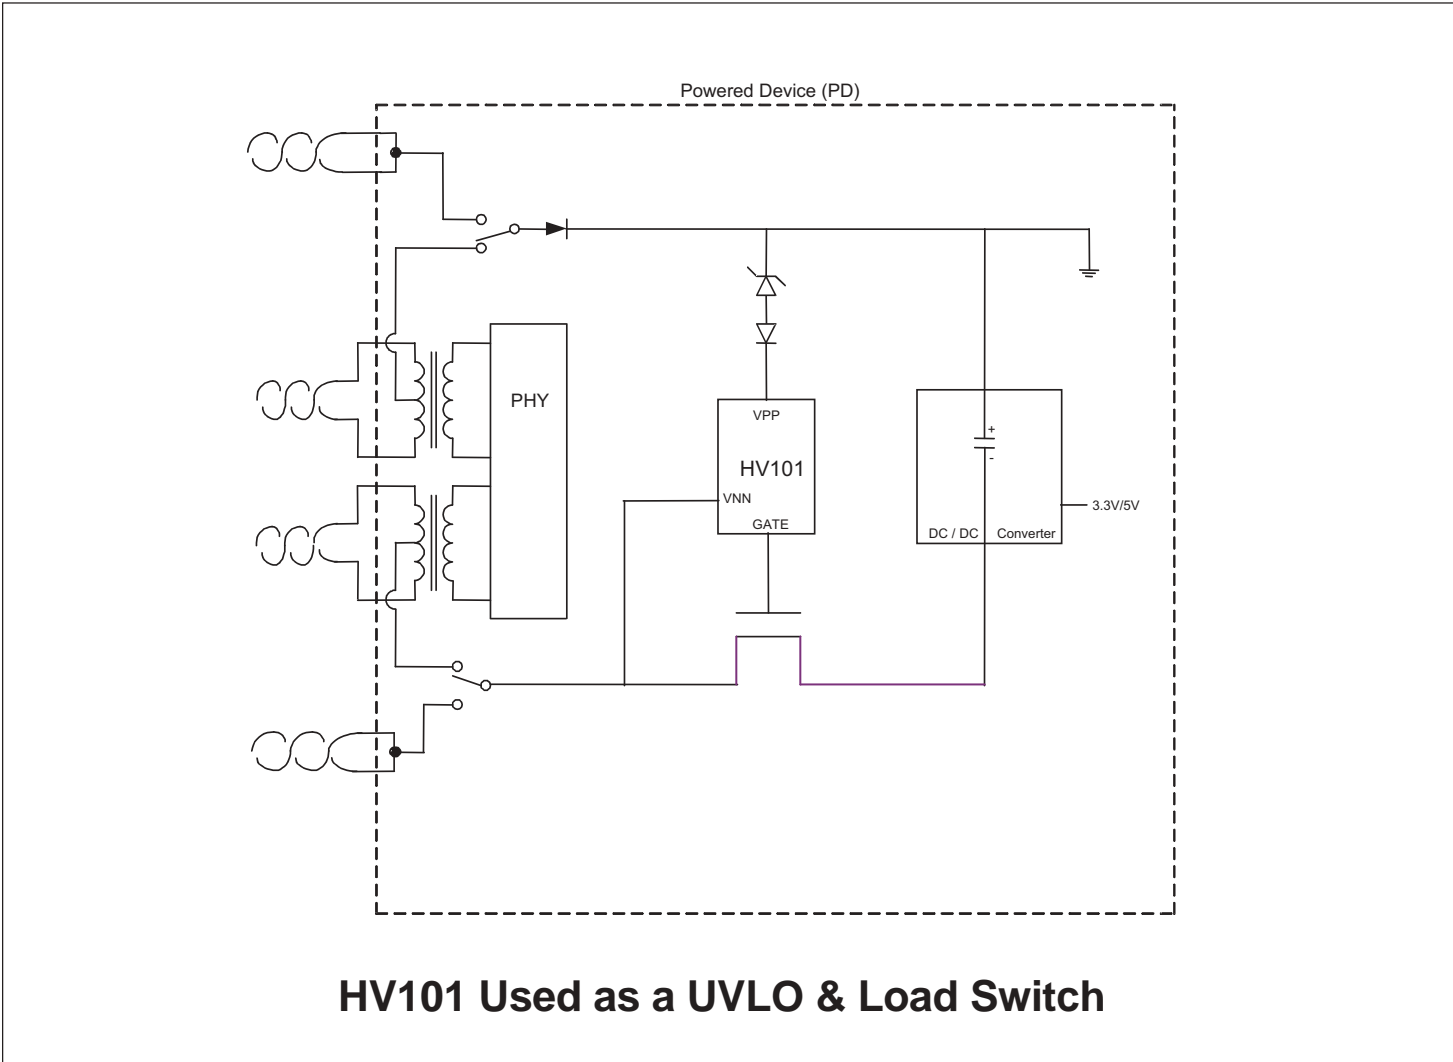 Powered Device (PD)
PHY
VPP
HV101
VNN
GATE
+
-
DC / DC Converter
3.3V/5V
HV101 Used as a UVLO & Load Switch